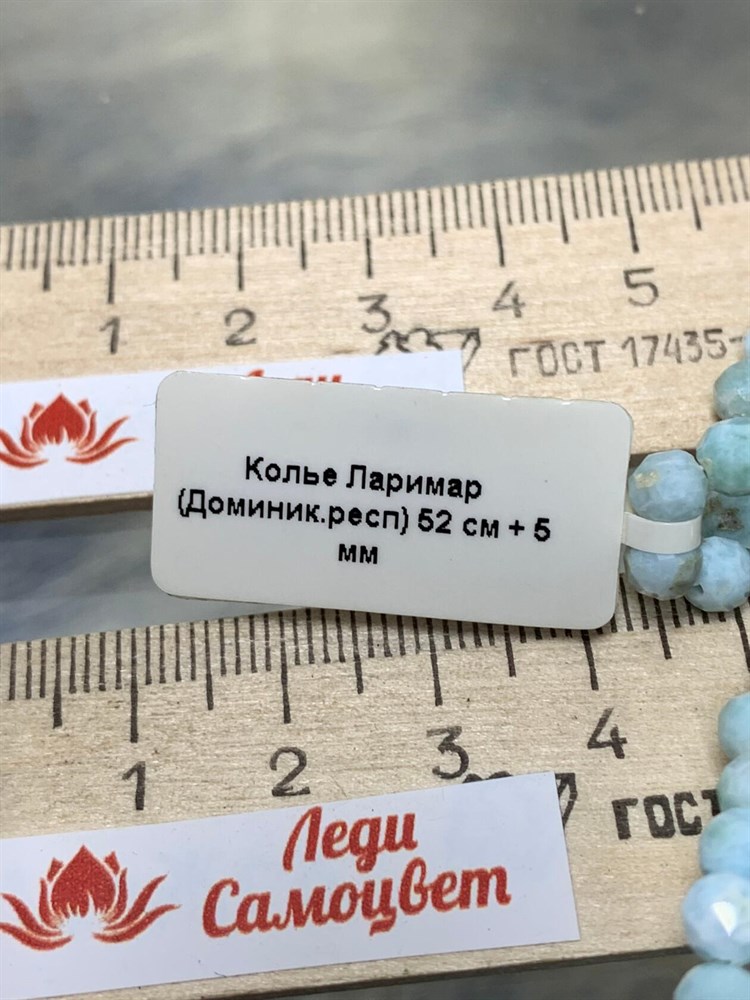 1 2 3 4 5
ГОСТ 17435-
Леди
Колье Ларимар
{Доминик.респ} 52 см + 5
мм
1 2 3 4
ГОСТ
Леди
Самоцвет